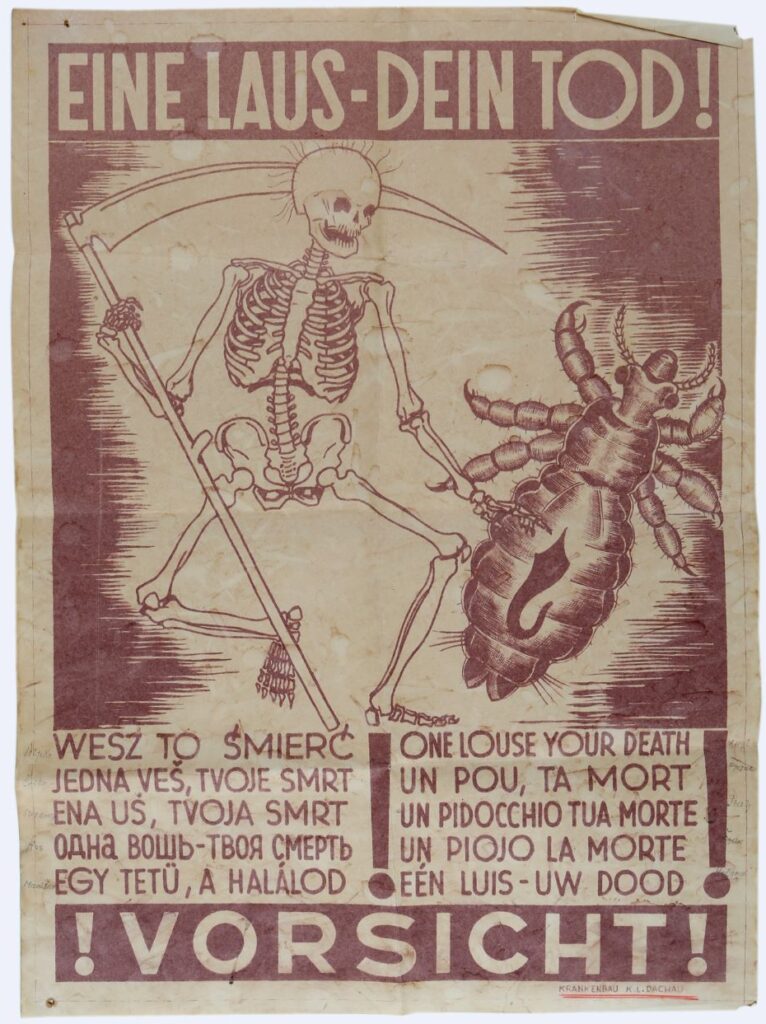 EINE LAUS-DEIN TOD!
WESZ TO ŚMIERĆ
JEDNA VEŠ, TVOJE SMRT
ENA UŠ, TVOJA SMRT
ОДНА ВОШЬ-ТВОЯ СМЕРТЬ
EGY TETÜ, A HALÁLOD
!
ONE LOUSE YOUR DEATH
UN POU, TA MORT
UN PIDOCCHIO TUA MORTE
UN PIOJO LA MORTE
EÉN LUIS-UW DOOD
!
!VORSICHT!
KRANKENBAU K.L. DACHAU